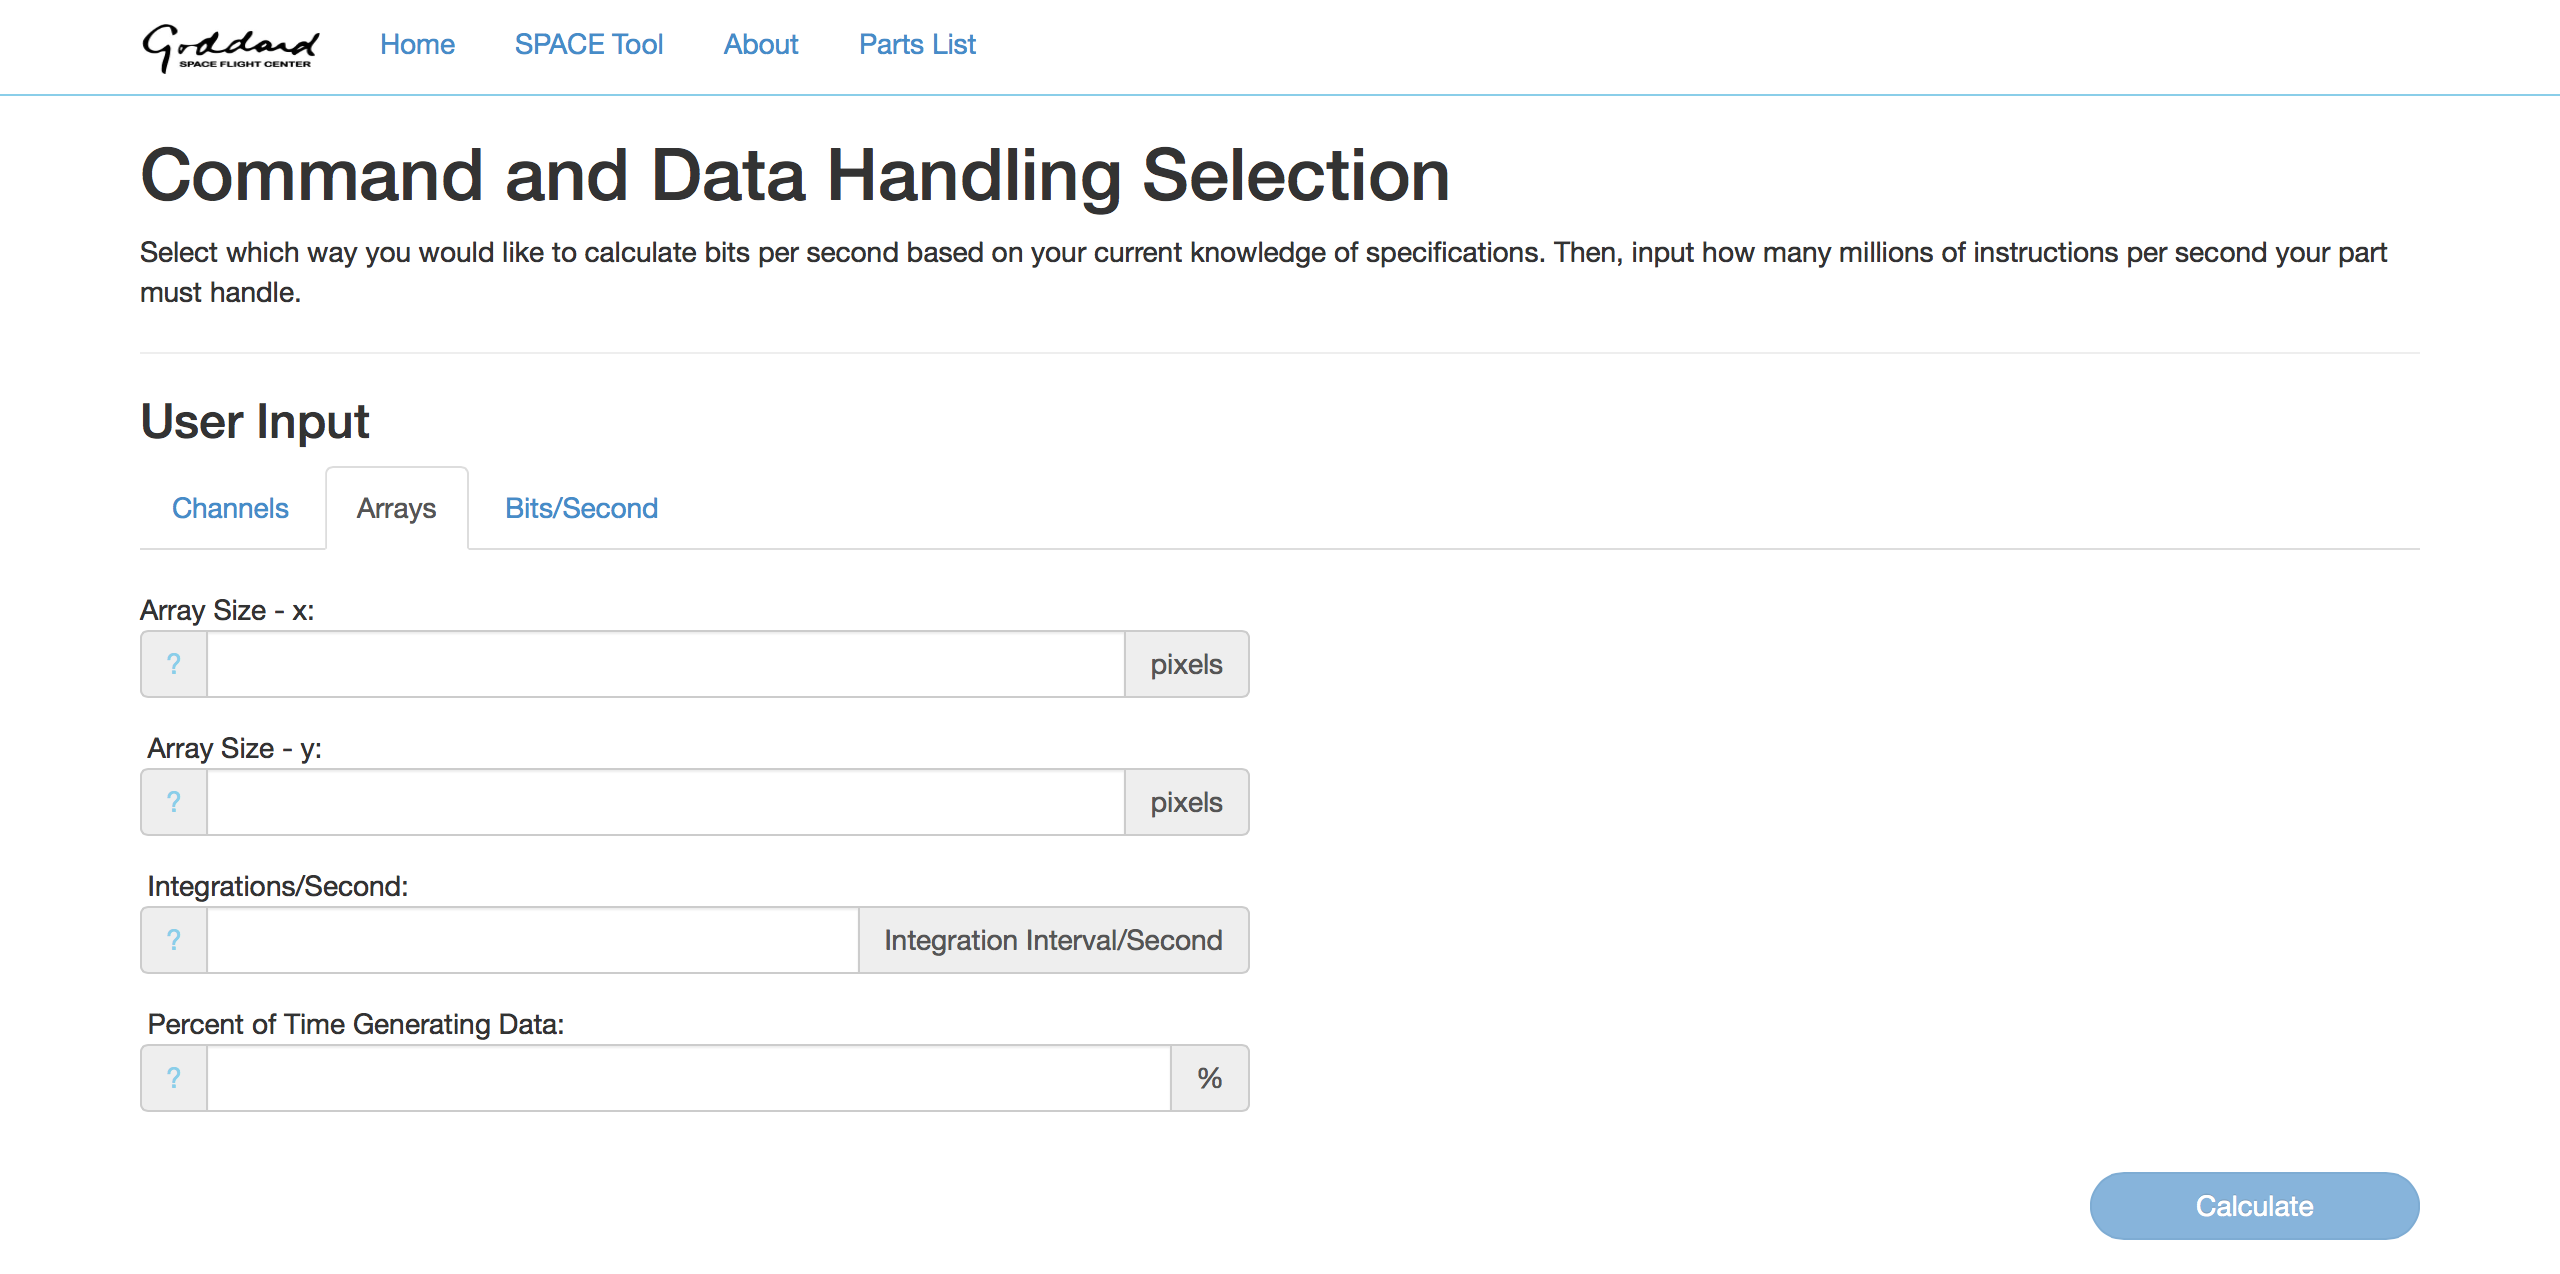 Goddard
SPACE FLIGHT CENTER
Home
SPACE Tool
About
Parts List
Command and Data Handling Selection
Select which way you would like to calculate bits per second based on your current knowledge of specifications. Then, input how many millions of instructions per second your part
must handle.
User Input
Channels
Arrays
Bits/Second
Array Size - x:
?
pixels
Array Size - y:
?
pixels
Integrations/Second:
?
Integration Interval/Second
Percent of Time Generating Data:
?
%
Calculate